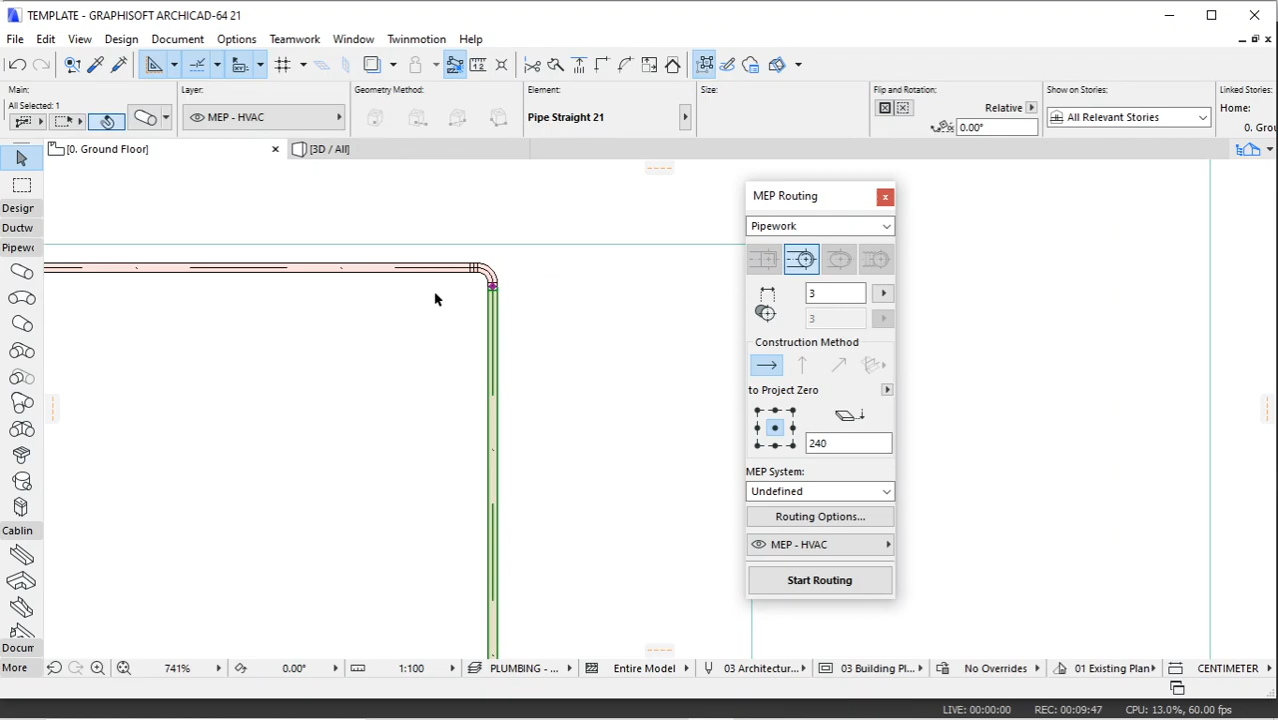 TEMPLATE - GRAPHISOFT ARCHICAD-64 21
File Edit View Design Document Options Teamwork Window Twinmotion Help
Main: Layer: Geometry Method: Element: Size: Flip and Rotation: Show on Stories: Linked Stories:
All Selected: 1
Relative Home:
MEP - HVAC Pipe Straight 21 All Relevant Stories
0.00° 0. Grou
[0. Ground Floor] [3D / All]
Design
Ductw
Pipewo
Cablin
Docum
More
MEP Routing
Pipework
3
3
Construction Method
to Project Zero
240
MEP System:
Undefined
Routing Options...
MEP - HVAC
Start Routing
741% 0.00° 1:100 PLUMBING - ... Entire Model 03 Architectur... 03 Building Pl... No Overrides 01 Existing Plan CENTIMETER
LIVE: 00:00:00 REC: 00:09:47 CPU: 13.0%, 60.00 fps